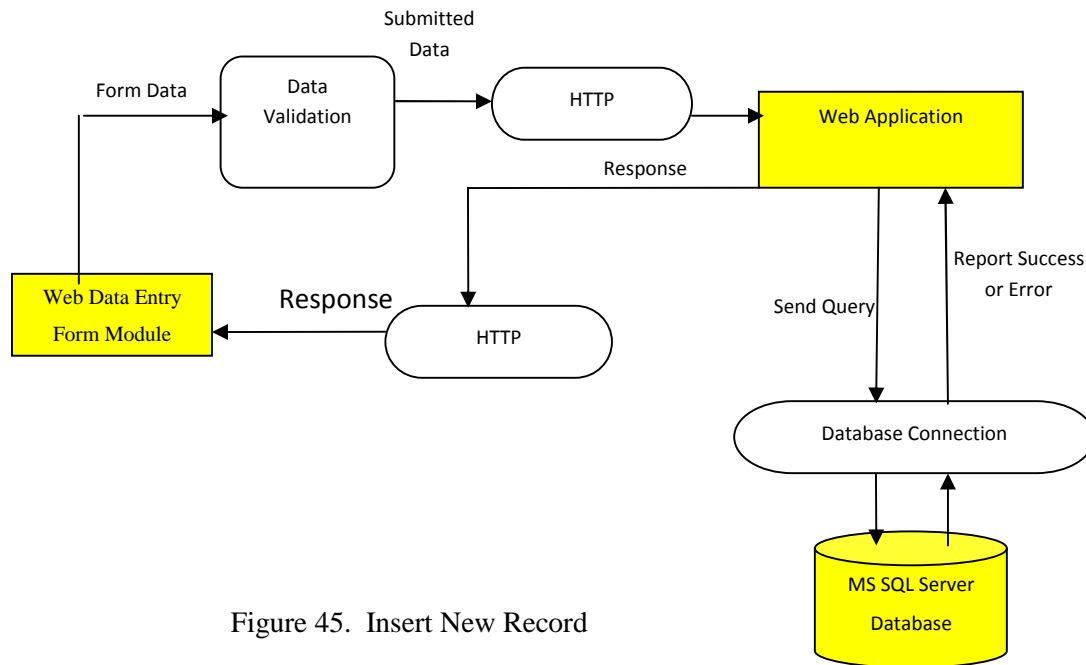 Submitted
Data
Form Data
Data
Validation
HTTP
Web Application
Response
Web Data Entry
Form Module
Response
HTTP
Send Query
Report Success
or Error
Database Connection
MS SQL Server
Database
Figure 45. Insert New Record